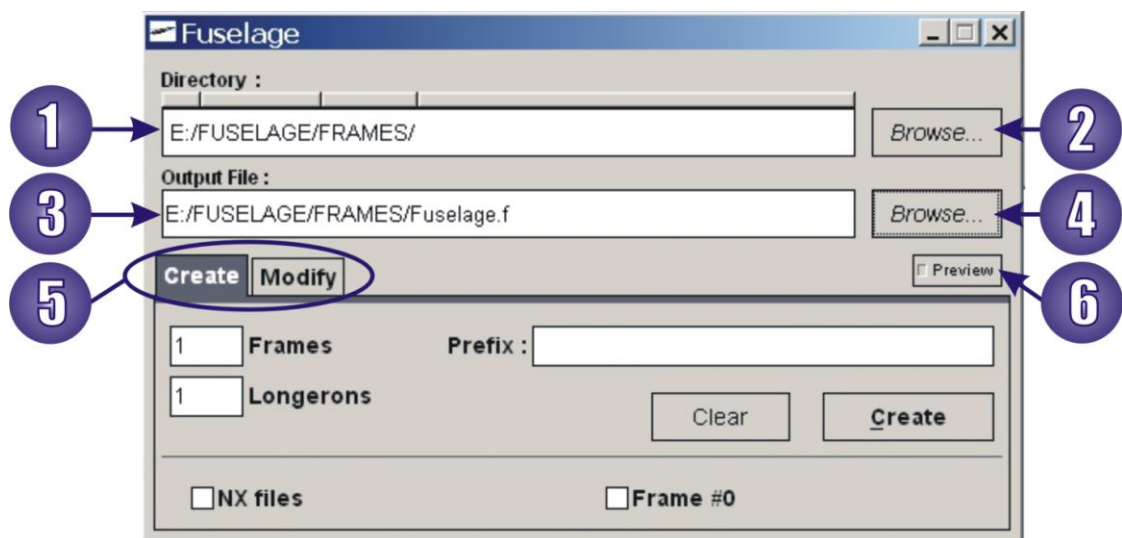 Fuselage
Directory :
1 E:/FUSELAGE/FRAMES/ Browse... 2
Output File :
3 E:/FUSELAGE/FRAMES/Fuselage.f Browse... 4
5 Create Modify Preview 6
1 Frames Prefix :
1 Longerons
Clear Create
NX files Frame #0